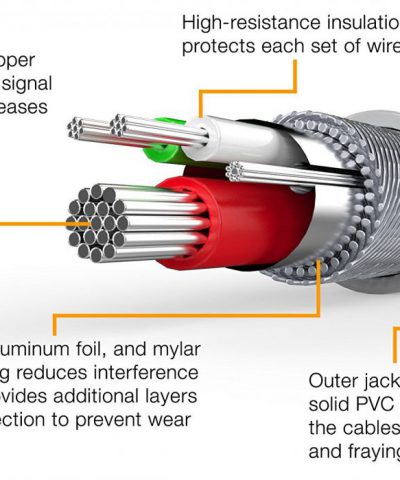 High-resistance insulatio
protects each set of wire
pper
signal
eases
uminum foil, and mylar
g reduces interference
vides additional layers
ection to prevent wear
Outer jack
solid PVC
the cables
and fraying